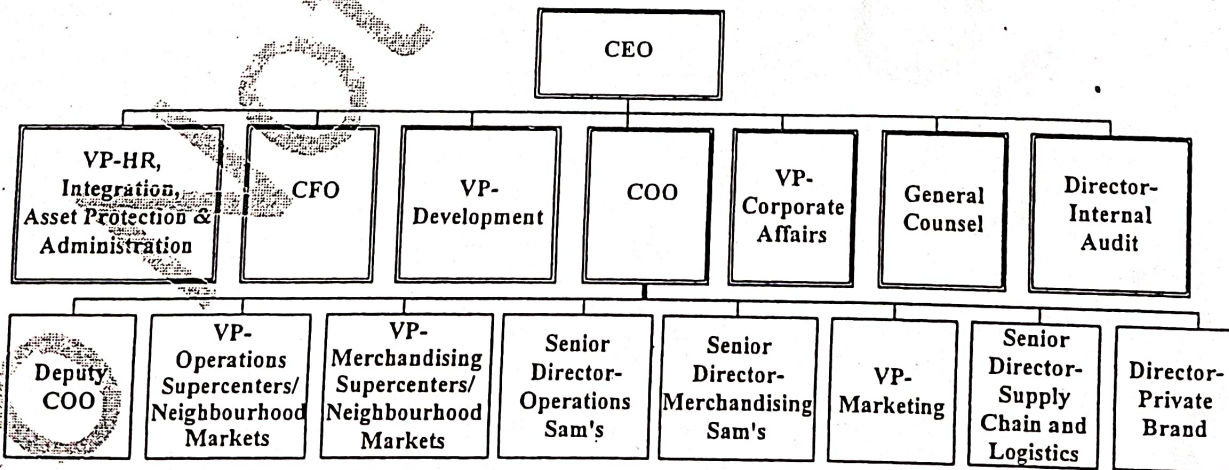 CEO
VP-HR,
Integration,
Asset Protection &
Administration
CFO
VP-
Development
COO
VP-
Corporate
Affairs
General
Counsel
Director-
Internal
Audit
Deputy
COO
VP-
Operations
Supercenters/
Neighbourhood
Markets
VP-
Merchandising
Supercenters/
Neighbourhood
Markets
Senior
Director-
Operations
Sam's
Senior
Director-
Merchandising
Sam's
VP-
Marketing
Senior
Director-
Supply
Chain and
Logistics
Director-
Private
Brand